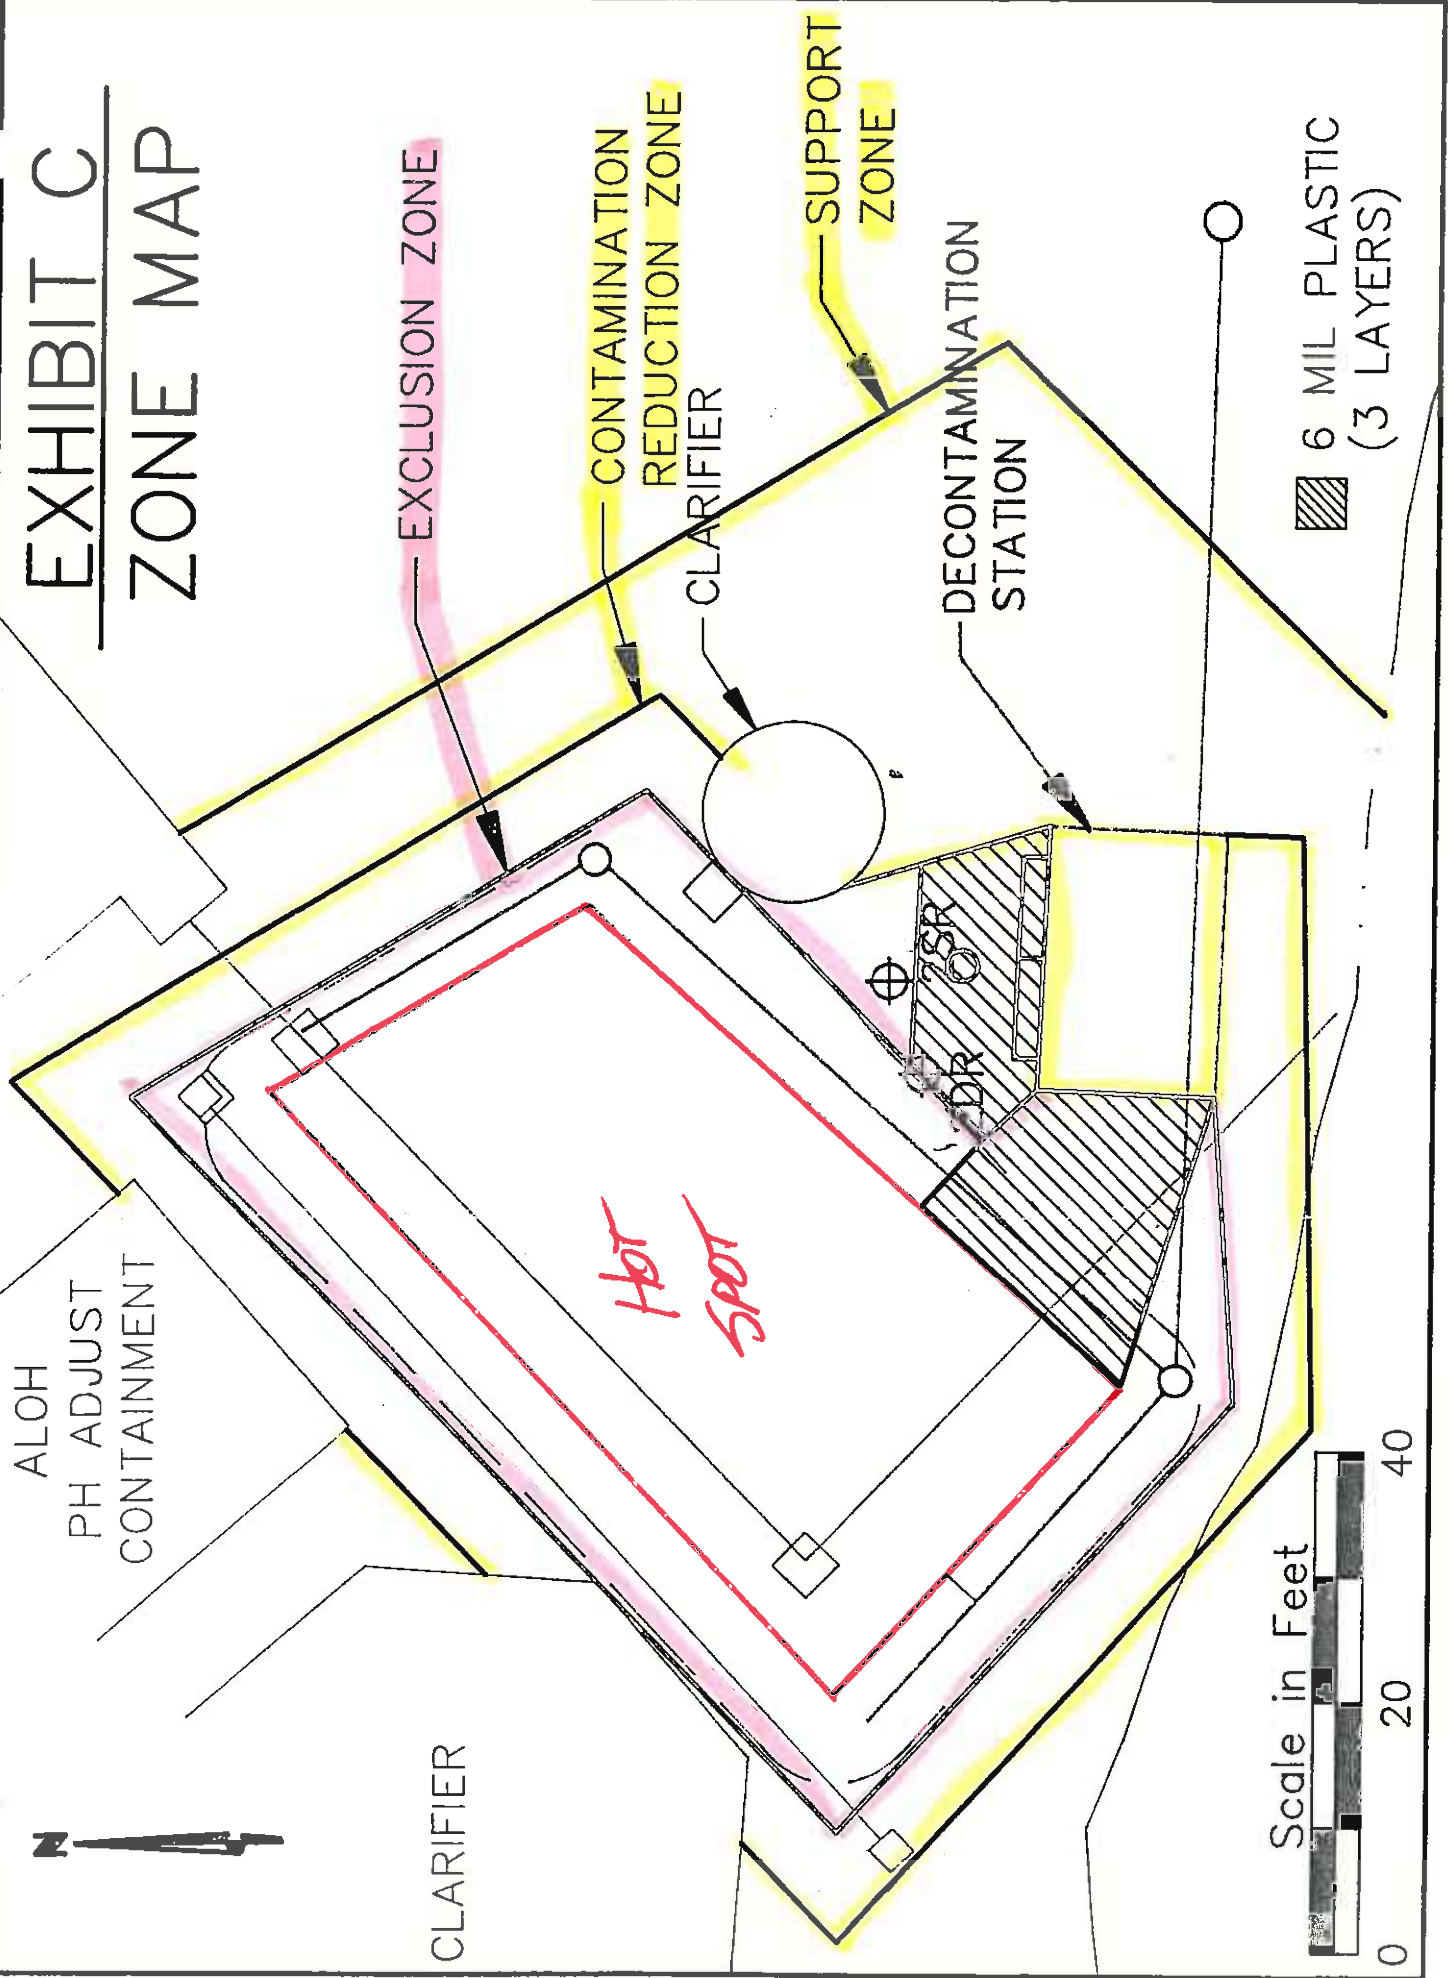 EXHIBIT C
ZONE MAP
EXCLUSION ZONE
CONTAMINATION
REDUCTION ZONE
CLARIFIER
SUPPORT
ZONE
DECONTAMINATION
STATION
6 MIL PLASTIC
(3 LAYERS)
ALOH
PH ADJUST
CONTAINMENT
HOT
SPOT
SR
DR
CLARIFIER
N
Scale in Feet
0
20
40